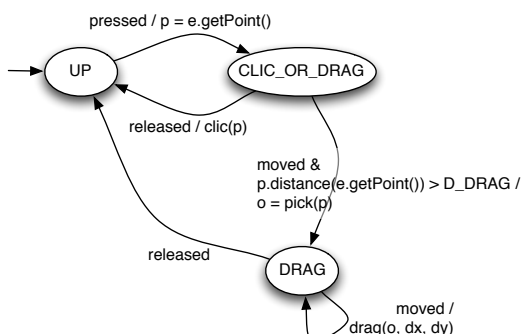 pressed / p = e.getPoint()
UP
CLIC_OR_DRAG
released / clic(p)
moved &
p.distance(e.getPoint()) > D_DRAG /
o = pick(p)
released
DRAG
moved /
drag(o, dx, dy)